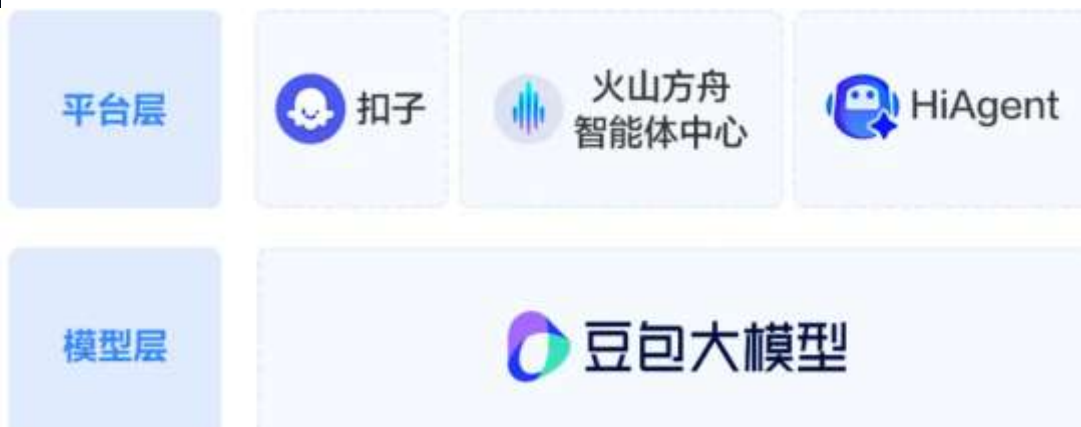 平台层
扣子
火山方舟
智能体中心
HiAgent
模型层
豆包大模型